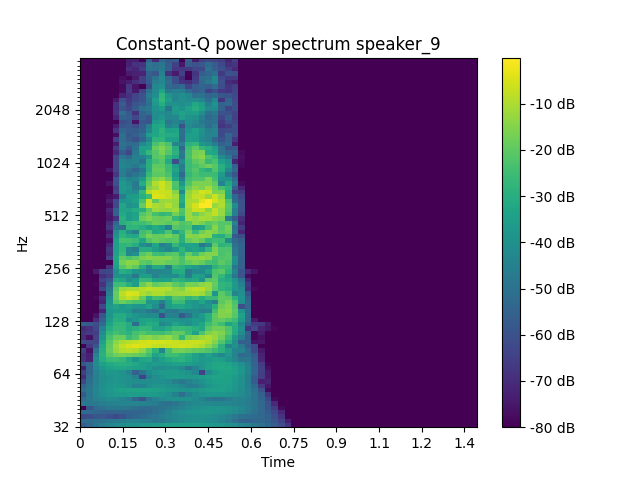 Constant-Q power spectrum speaker_9
Hz
2048
1024
512
256
128
64
32
0 0.15 0.3 0.45 0.6 0.75 0.9 1.1 1.2 1.4
Time
-10 dB
-20 dB
-30 dB
-40 dB
-50 dB
-60 dB
-70 dB
-80 dB